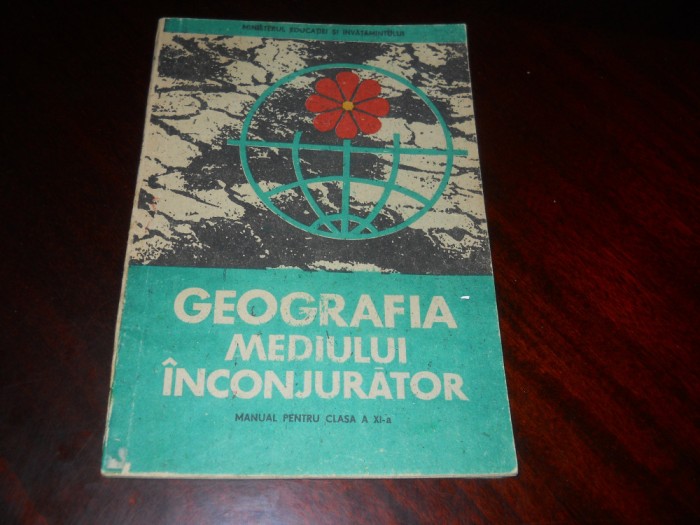 MINISTERUL EDUCAȚIEI ȘI ÎNVĂȚĂMÎNTULUI
GEOGRAFIA
MEDIULUI
ÎNCONJURĂTOR
MANUAL PENTRU CLASA A XI-a